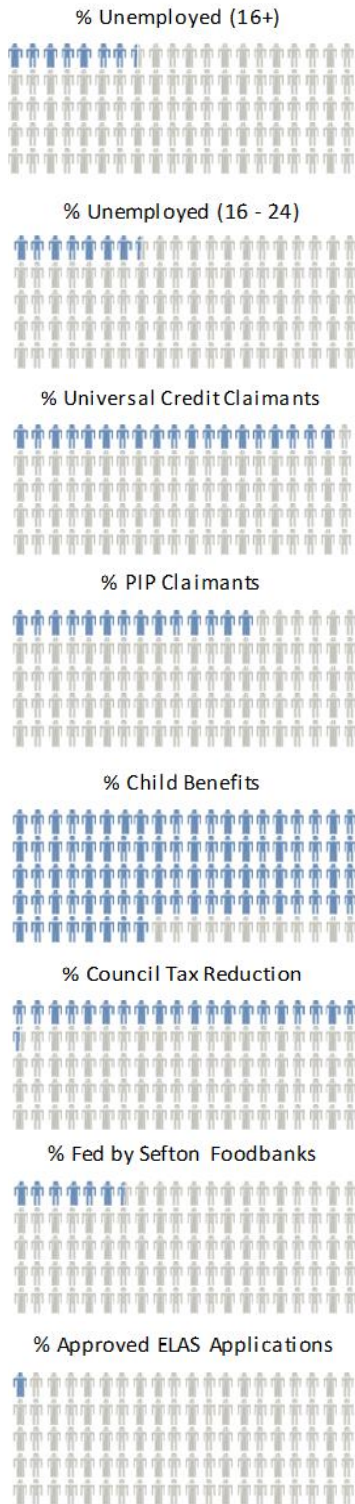 % Unemployed (16+)
% Unemployed (16 - 24)
% Universal Credit Claimants
% PIP Claimants
% Child Benefits
% Council Tax Reduction
% Fed by Sefton Foodbanks
% Approved ELAS Applications